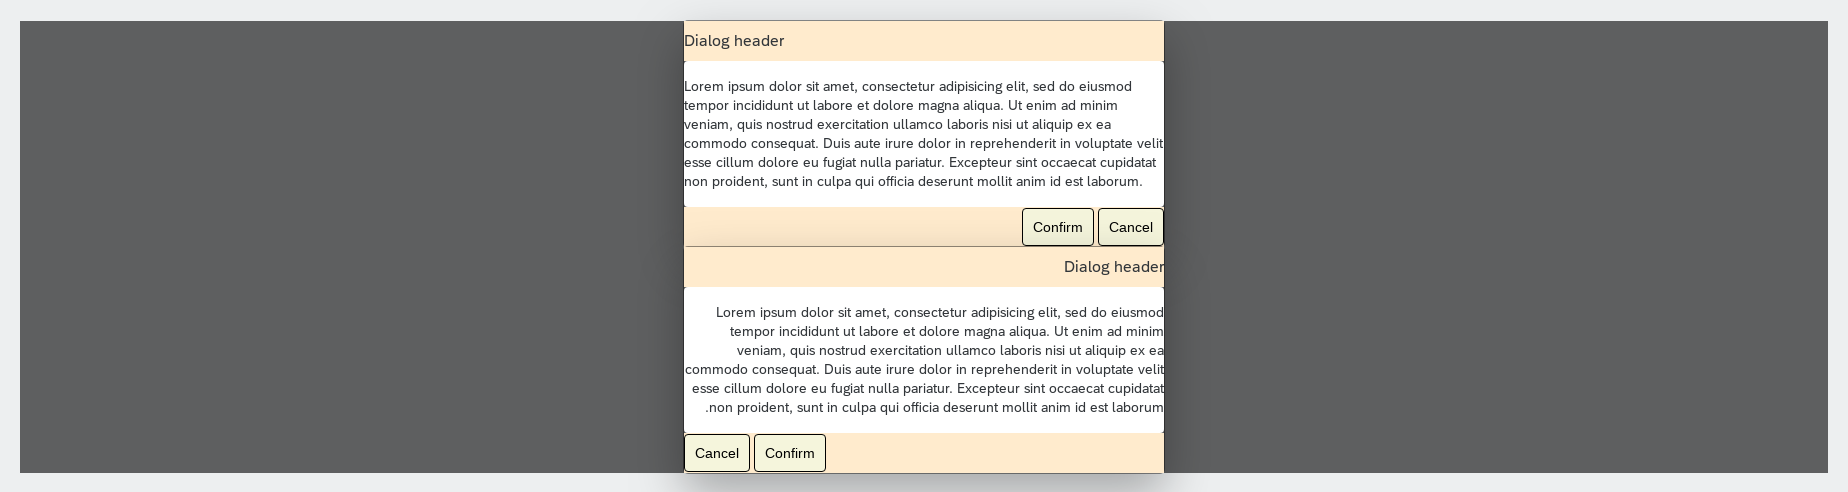 Dialog header
Lorem ipsum dolor sit amet, consectetur adipisicing elit, sed do eiusmod
tempor incididunt ut labore et dolore magna aliqua. Ut enim ad minim
veniam, quis nostrud exercitation ullamco laboris nisi ut aliquip ex ea
commodo consequat. Duis aute irure dolor in reprehenderit in voluptate velit
esse cillum dolore eu fugiat nulla pariatur. Excepteur sint occaecat cupidatat
non proident, sunt in culpa qui officia deserunt mollit anim id est laborum.
Confirm Cancel
Dialog header
Lorem ipsum dolor sit amet, consectetur adipisicing elit, sed do eiusmod
tempor incididunt ut labore et dolore magna aliqua. Ut enim ad minim
veniam, quis nostrud exercitation ullamco laboris nisi ut aliquip ex ea
commodo consequat. Duis aute irure dolor in reprehenderit in voluptate velit
esse cillum dolore eu fugiat nulla pariatur. Excepteur sint occaecat cupidatat
.non proident, sunt in culpa qui officia deserunt mollit anim id est laborum
Cancel Confirm